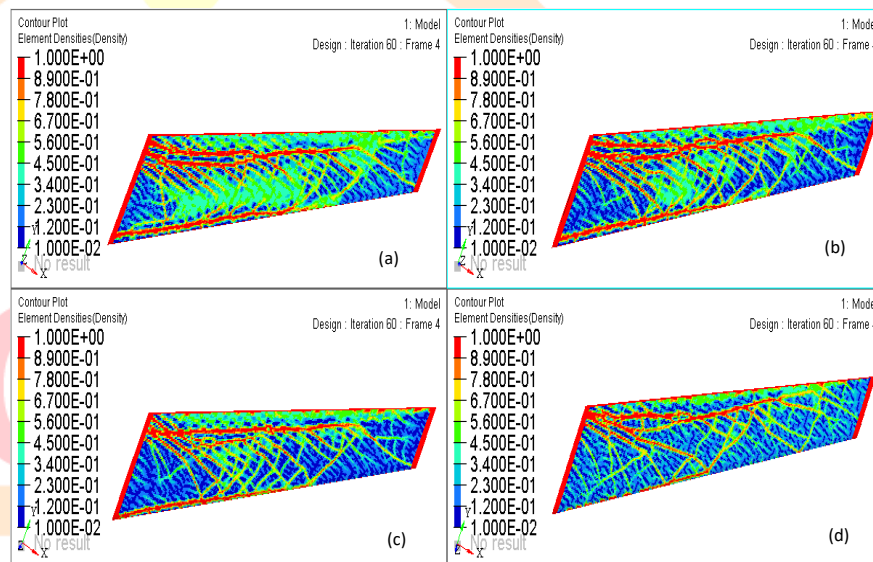 Contour Plot
Element Densities(Density)
1: Model
Design : Iteration 60 : Frame 4
1.000E+00
8.900E-01
7.800E-01
6.700E-01
5.600E-01
4.500E-01
3.400E-01
2.300E-01
1.200E-01
1.000E-02
No result
Y
Z
X
(a)
Contour Plot
Element Densities(Density)
1: Model
Design : Iteration 60 : Frame 4
1.000E+00
8.900E-01
7.800E-01
6.700E-01
5.600E-01
4.500E-01
3.400E-01
2.300E-01
1.200E-01
1.000E-02
No result
Y
Z
X
(b)
Contour Plot
Element Densities(Density)
1: Model
Design : Iteration 60 : Frame 4
1.000E+00
8.900E-01
7.800E-01
6.700E-01
5.600E-01
4.500E-01
3.400E-01
2.300E-01
1.200E-01
1.000E-02
No result
Y
Z
X
(c)
Contour Plot
Element Densities(Density)
1: Model
Design : Iteration 60 : Frame 4
1.000E+00
8.900E-01
7.800E-01
6.700E-01
5.600E-01
4.500E-01
3.400E-01
2.300E-01
1.200E-01
1.000E-02
No result
Y
Z
X
(d)